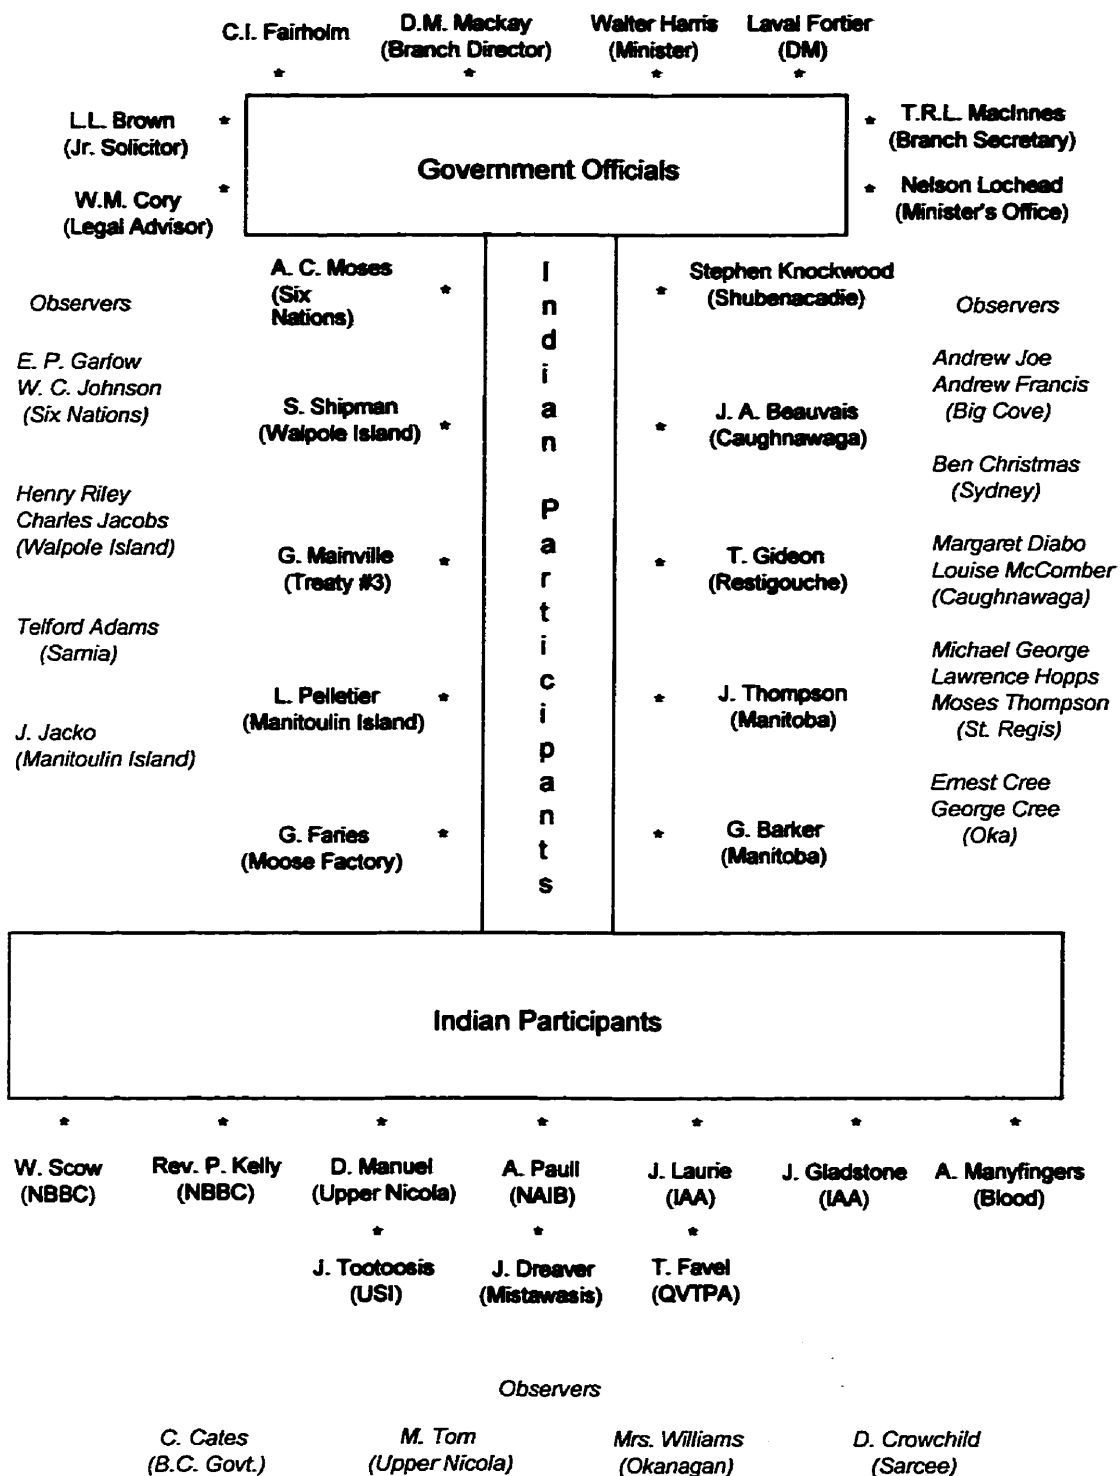 C.I. Fairholm
D.M. Mackay
(Branch Director)
Walter Harris
(Minister)
Laval Fortier
(DM)
* * * *
L.L. Brown *
(Jr. Solicitor)
W.M. Cory *
(Legal Advisor)
Government Officials
* T.R.L. MacInnes
(Branch Secretary)
* Nelson Lochead
(Minister's Office)
Observers
E. P. Garlow
W. C. Johnson
(Six Nations)
Henry Riley
Charles Jacobs
(Walpole Island)
Telford Adams
(Sarnia)
J. Jacko
(Manitoulin Island)
A. C. Moses *
(Six
Nations)
S. Shipman *
(Walpole Island)
G. Mainville *
(Treaty #3)
L. Pelletier *
(Manitoulin Island)
G. Faries *
(Moose Factory)
Indian Participants
* Stephen Knockwood
(Shubenacadie)
* J. A. Beauvais
(Caughnawaga)
* T. Gideon
(Restigouche)
* J. Thompson
(Manitoba)
* G. Barker
(Manitoba)
Observers
Andrew Joe
Andrew Francis
(Big Cove)
Ben Christmas
(Sydney)
Margaret Diabo
Louise McComber
(Caughnawaga)
Michael George
Lawrence Hopps
Moses Thompson
(St. Regis)
Ernest Cree
George Cree
(Oka)
Indian Participants
* * * * * * *
W. Scow
(NBBC)
Rev. P. Kelly
(NBBC)
D. Manuel
(Upper Nicola)
A. Paull
(NAIB)
J. Laurie
(IAA)
J. Gladstone
(IAA)
A. Manyfingers
(Blood)
* * *
J. Tootoosis
(USI)
J. Dreaver
(Mistawasis)
T. Favel
(QVTPA)
Observers
C. Cates
(B.C. Govt.)
M. Tom
(Upper Nicola)
Mrs. Williams
(Okanagan)
D. Crowchild
(Sarcee)